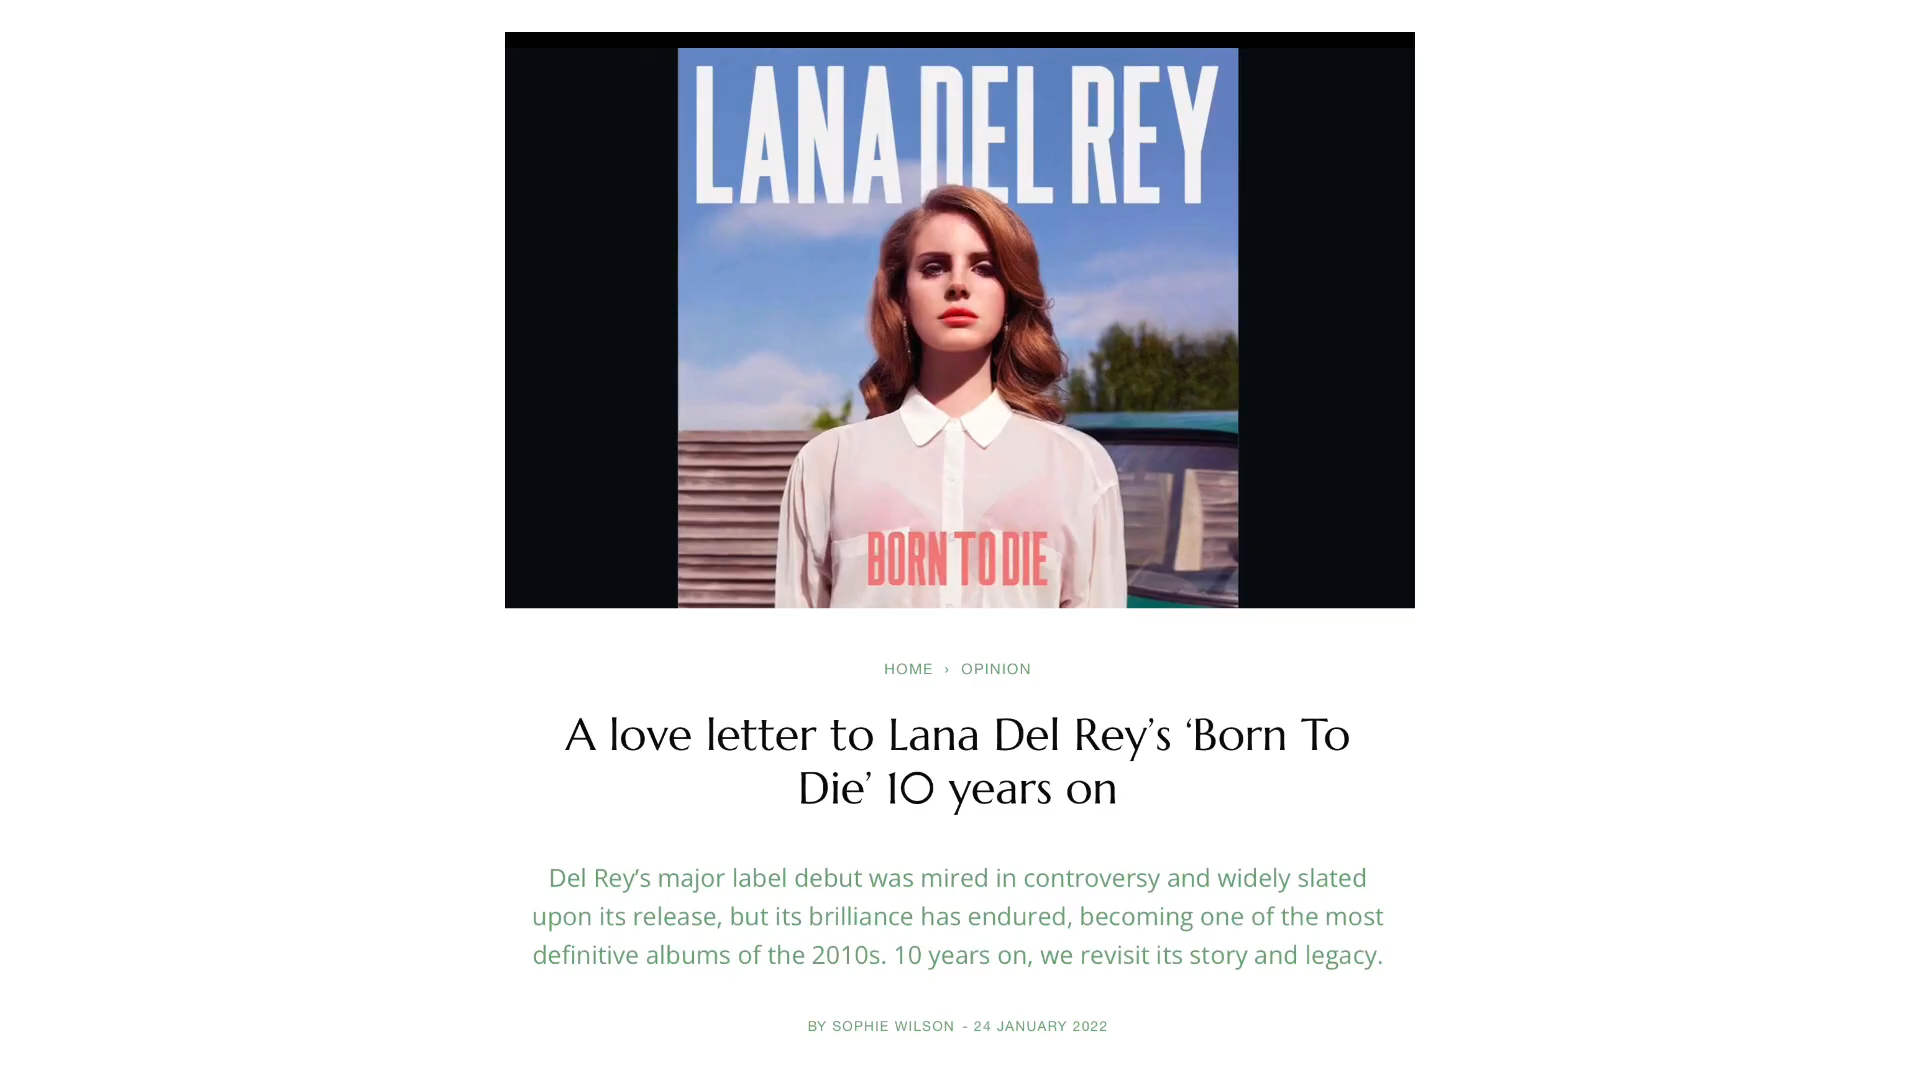 LANA DEL REY
BORN TO DIE
HOME › OPINION
A love letter to Lana Del Rey’s ‘Born To
Die’ 10 years on
Del Rey’s major label debut was mired in controversy and widely slated
upon its release, but its brilliance has endured, becoming one of the most
definitive albums of the 2010s. 10 years on, we revisit its story and legacy.
BY SOPHIE WILSON - 24 JANUARY 2022